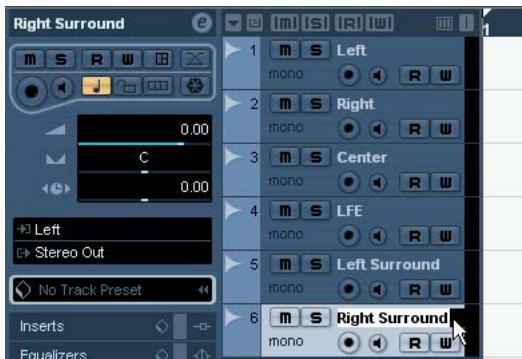 Right Surround e
M S R W
0.00
C
0.00
Left
Stereo Out
No Track Preset
Inserts
Equalizers
m S R W
1
1 m S Left
mono R W
2 m S Right
mono R W
3 m S Center
mono R W
4 m S LFE
mono R W
5 m S Left Surround
mono R W
6 m S Right Surround
mono R W